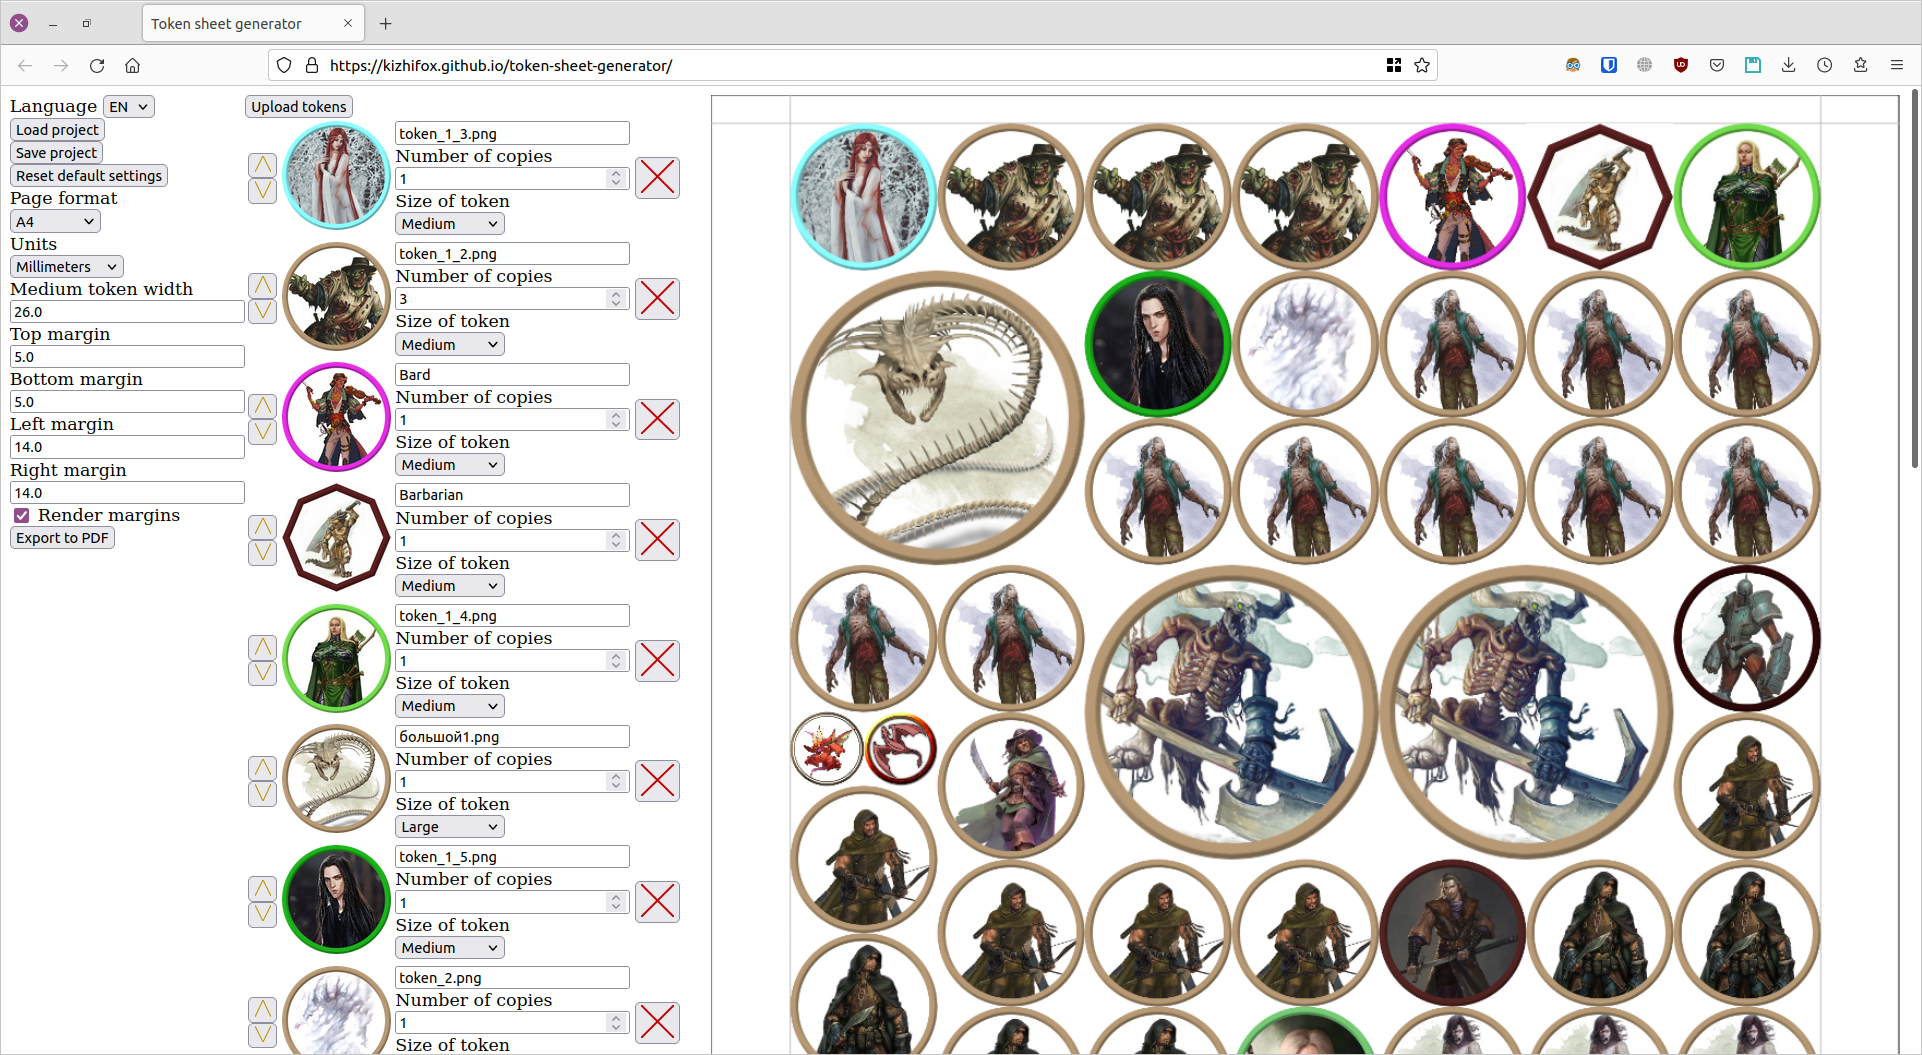 Token sheet generator
https://kizhifox.github.io/token-sheet-generator/
Language EN
Load project
Save project
Reset default settings
Page format
A4
Units
Millimeters
Medium token width
26.0
Top margin
5.0
Bottom margin
5.0
Left margin
14.0
Right margin
14.0
Render margins
Export to PDF
Upload tokens
token_1_3.png
Number of copies
1
Size of token
Medium
token_1_2.png
Number of copies
3
Size of token
Medium
Bard
Number of copies
1
Size of token
Medium
Barbarian
Number of copies
1
Size of token
Medium
token_1_4.png
Number of copies
1
Size of token
Medium
большой1.png
Number of copies
1
Size of token
Large
token_1_5.png
Number of copies
1
Size of token
Medium
token_2.png
Number of copies
1
Size of token